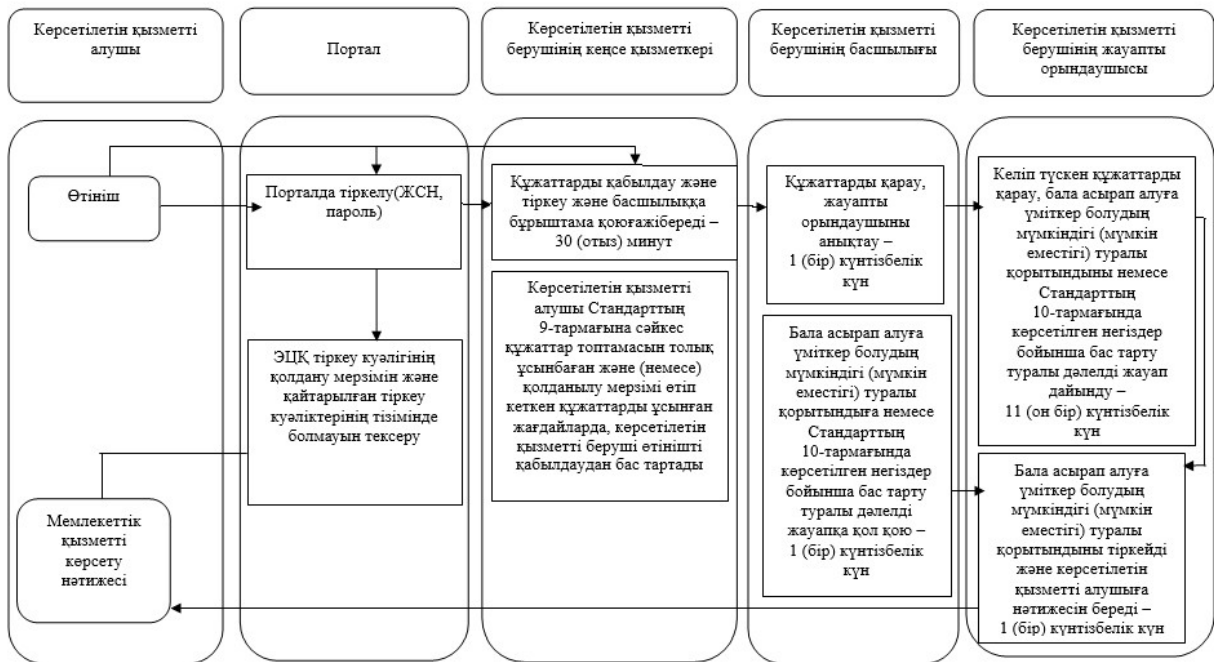 Көрсетілетін қызметті
алушы
Портал
Көрсетілетін қызметті
берушінің кеңсе қызметкері
Көрсетілетін қызметті
берушінің басшылығы
Көрсетілетін қызметті
берушінің жауапты
орындаушысы
Өтініш
Порталда тіркелу(ЖСН,
пароль)
ЭЦҚ тіркеу куәлігінің
қолдану мерзімін және
қайтарылған тіркеу
куәліктерінің тізімінде
болмауын тексеру
Мемлекеттік
қызметті
көрсету
нәтижесі
Құжаттарды қабылдау және
тіркеу және басшылыққа
бұрыштама қоюғажібереді –
30 (отыз) минут
Көрсетілетін қызметті
алушы Стандарттың
9-тармағына сәйкес
құжаттар топтамасын толық
ұсынбаған және (немесе)
қолданылу мерзімі өтіп
кеткен құжаттарды ұсынған
жағдайларда, көрсетілетін
қызметті беруші өтінішті
қабылдаудан бас тартады
Құжаттарды қарау,
жауапты
орындаушыны
анықтау –
1 (бір) күнтізбелік
күн
Бала асырап алуға
үміткер болудың
мүмкіндігі (мүмкін
еместігі) туралы
қорытындыға немесе
Стандарттың
10-тармағында
көрсетілген негіздер
бойынша бас тарту
туралы дәлелді
жауапқа қол қою –
1 (бір) күнтізбелік
күн
Келіп түскен құжаттарды
қарау, бала асырап алуға
үміткер болудың
мүмкіндігі (мүмкін
еместігі) туралы
қорытындыны немесе
Стандарттың
10-тармағында
көрсетілген негіздер
бойынша бас тарту
туралы дәлелді жауап
дайынду –
11 (он бір) күнтізбелік
күн
Бала асырап алуға
үміткер болудың
мүмкіндігі (мүмкін
еместігі) туралы
қорытындыны тіркейді
және көрсетілетін
қызметті алушыға
нәтижесін береді –
1 (бір) күнтізбелік күн